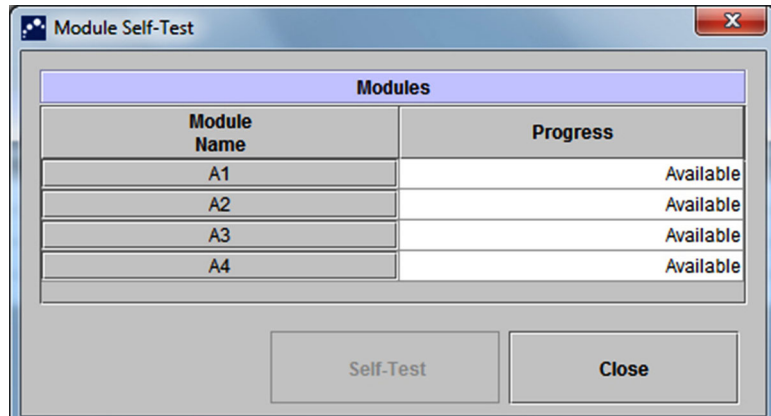 Module Self-Test
Modules
Module
Name
Progress
A1 Available
A2 Available
A3 Available
A4 Available
Self-Test Close